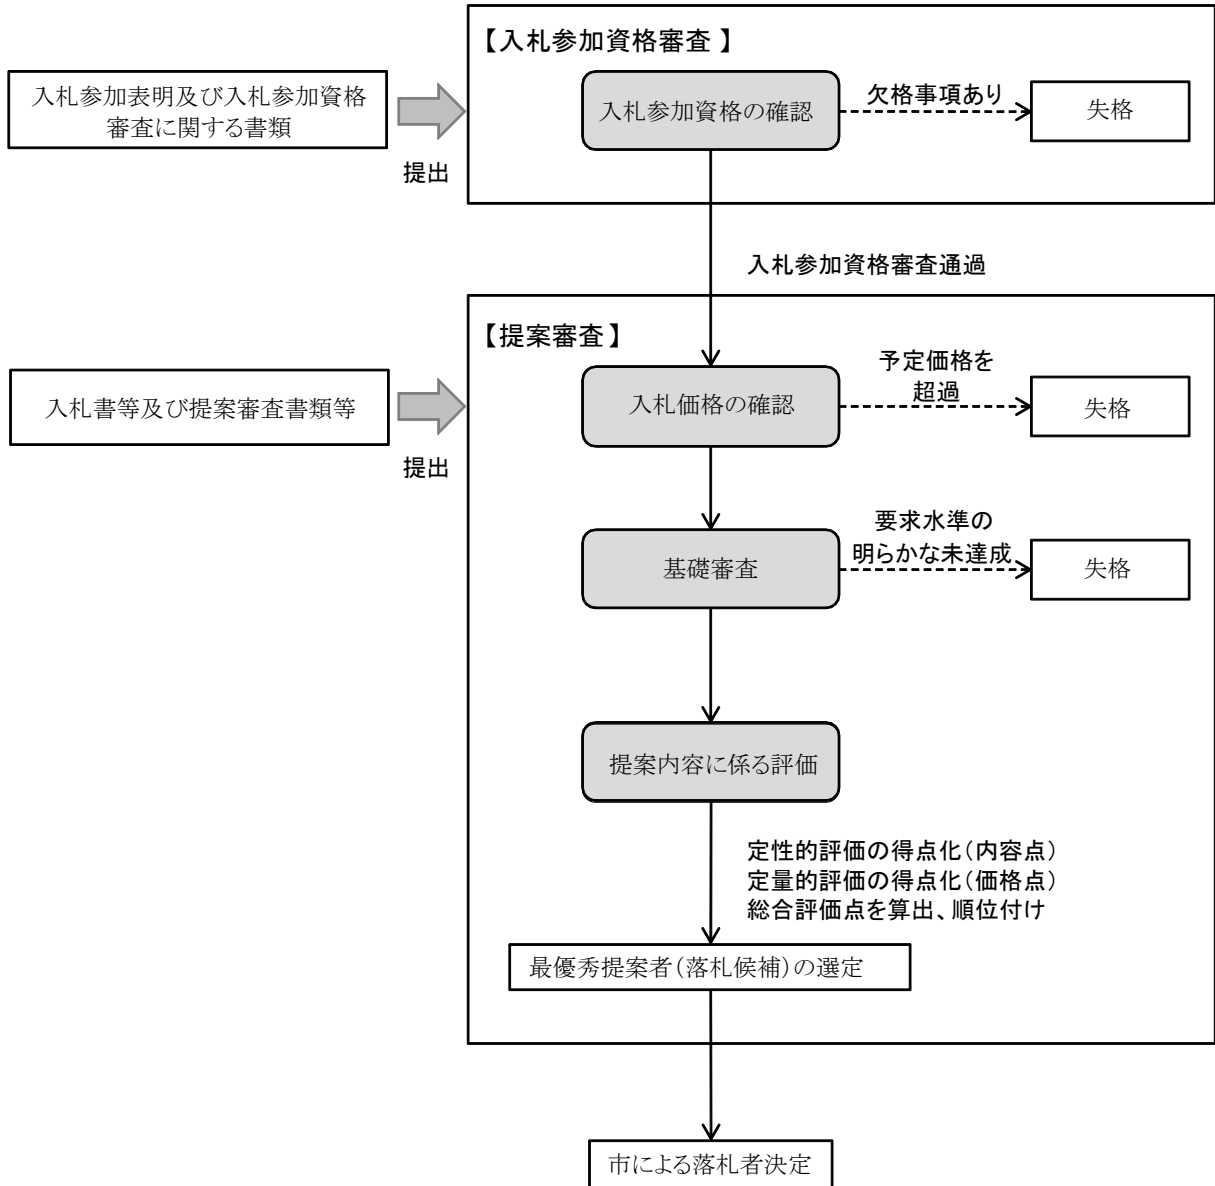 【入札参加資格審査】
入札参加表明及び入札参加資格
審査に関する書類
提出
入札参加資格の確認
欠格事項あり
失格
入札参加資格審査通過
【提案審査】
入札書等及び提案審査書類等
提出
入札価格の確認
予定価格を
超過
失格
基礎審査
要求水準の
明らかな未達成
失格
提案内容に係る評価
定性的評価の得点化（内容点）
定量的評価の得点化（価格点）
総合評価点を算出、順位付け
最優秀提案者（落札候補）の選定
市による落札者決定